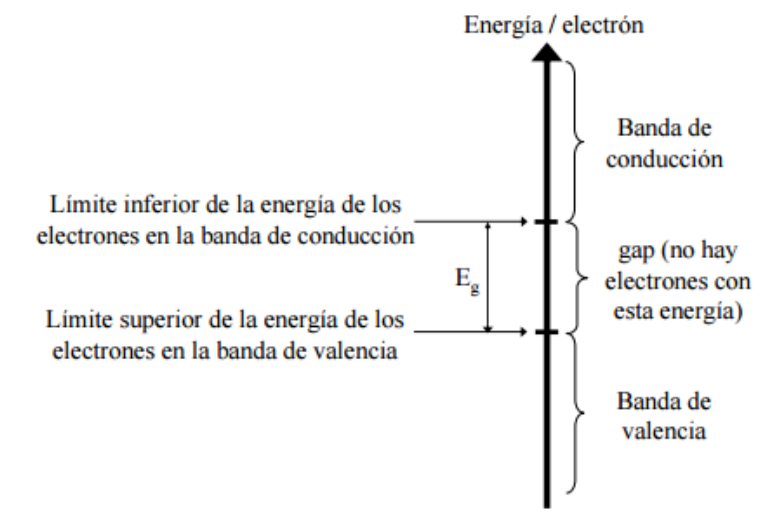 Energía / electrón
Banda de
conducción
Límite inferior de la energía de los
electrones en la banda de conducción
gap (no hay
electrones con
esta energía)
E_g
Límite superior de la energía de los
electrones en la banda de valencia
Banda de
valencia